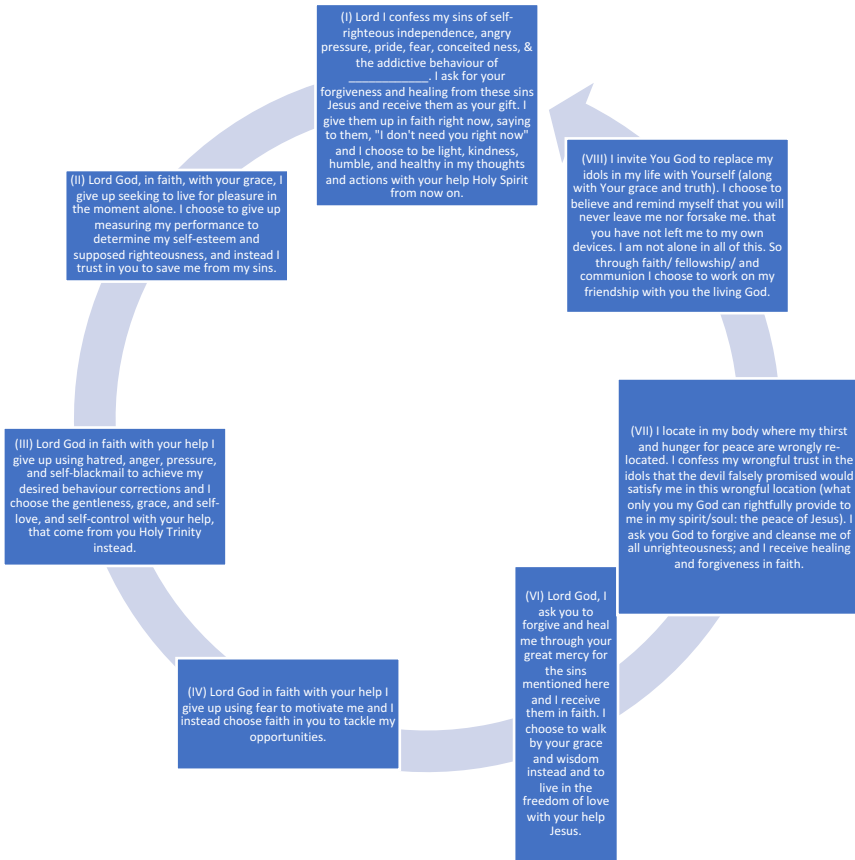 (I) Lord I confess my sins of self-
righteous independence, angry
pressure, pride, fear, conceited ness, &
the addictive behaviour of
____________. I ask for your
forgiveness and healing from these sins
Jesus and receive them as your gift. I
give them up in faith right now, saying
to them, "I don't need you right now"
and I choose to be light, kindness,
humble, and healthy in my thoughts
and actions with your help Holy Spirit
from now on.
(II) Lord God, in faith, with your grace, I
give up seeking to live for pleasure in
the moment alone. I choose to give up
measuring my performance to
determine my self-esteem and
supposed righteousness, and instead I
trust in you to save me from my sins.
(III) Lord God in faith with your help I
give up using hatred, anger, pressure,
and self-blackmail to achieve my
desired behaviour corrections and I
choose the gentleness, grace, and self-
love, and self-control with your help,
that come from you Holy Trinity
instead.
(IV) Lord God in faith with your help I
give up using fear to motivate me and I
instead choose faith in you to tackle my
opportunities.
(VI) Lord God, I
ask you to
forgive and heal
me through your
great mercy for
the sins
mentioned here
and I receive
them in faith. I
choose to walk
by your grace
and wisdom
instead and to
live in the
freedom of love
with your help
Jesus.
(VII) I locate in my body where my thirst
and hunger for peace are wrongly re-
located. I confess my wrongful trust in the
idols that the devil falsely promised would
satisfy me in this wrongful location (what
only you my God can rightfully provide to
me in my spirit/soul: the peace of Jesus). I
ask you God to forgive and cleanse me of
all unrighteousness; and I receive healing
and forgiveness in faith.
(VIII) I invite You God to replace my
idols in my life with Yourself (along
with Your grace and truth). I choose to
believe and remind myself that you will
never leave me nor forsake me. that
you have not left me to my own
devices. I am not alone in all of this. So
through faith/ fellowship/ and
communion I choose to work on my
friendship with you the living God.